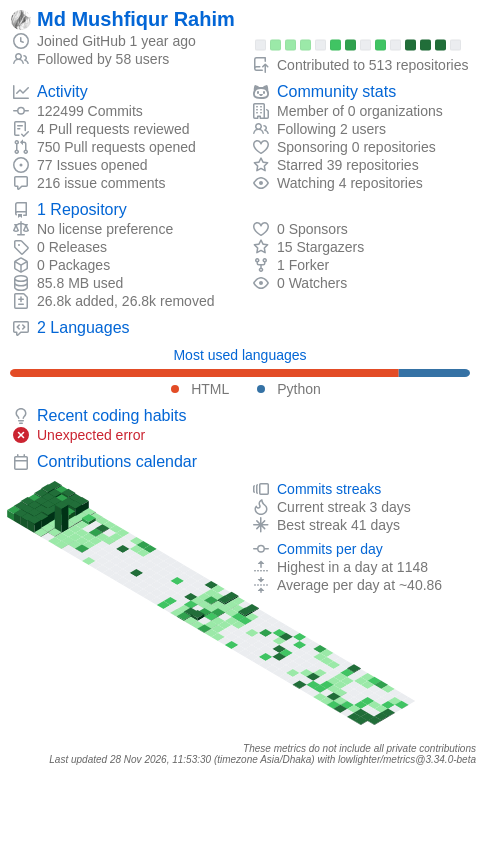 Md Mushfiqur Rahim
Joined GitHub 1 year ago
Followed by 58 users
Contributed to 513 repositories
Activity
122499 Commits
4 Pull requests reviewed
750 Pull requests opened
77 Issues opened
216 issue comments
Community stats
Member of 0 organizations
Following 2 users
Sponsoring 0 repositories
Starred 39 repositories
Watching 4 repositories
1 Repository
No license preference
0 Releases
0 Packages
85.8 MB used
26.8k added, 26.8k removed
0 Sponsors
15 Stargazers
1 Forker
0 Watchers
2 Languages
Most used languages
HTML
Python
Recent coding habits
Unexpected error
Contributions calendar
Commits streaks
Current streak 3 days
Best streak 41 days
Commits per day
Highest in a day at 1148
Average per day at ~40.86
These metrics do not include all private contributions
Last updated 28 Nov 2026, 11:53:30 (timezone Asia/Dhaka) with lowlighter/metrics@3.34.0-beta